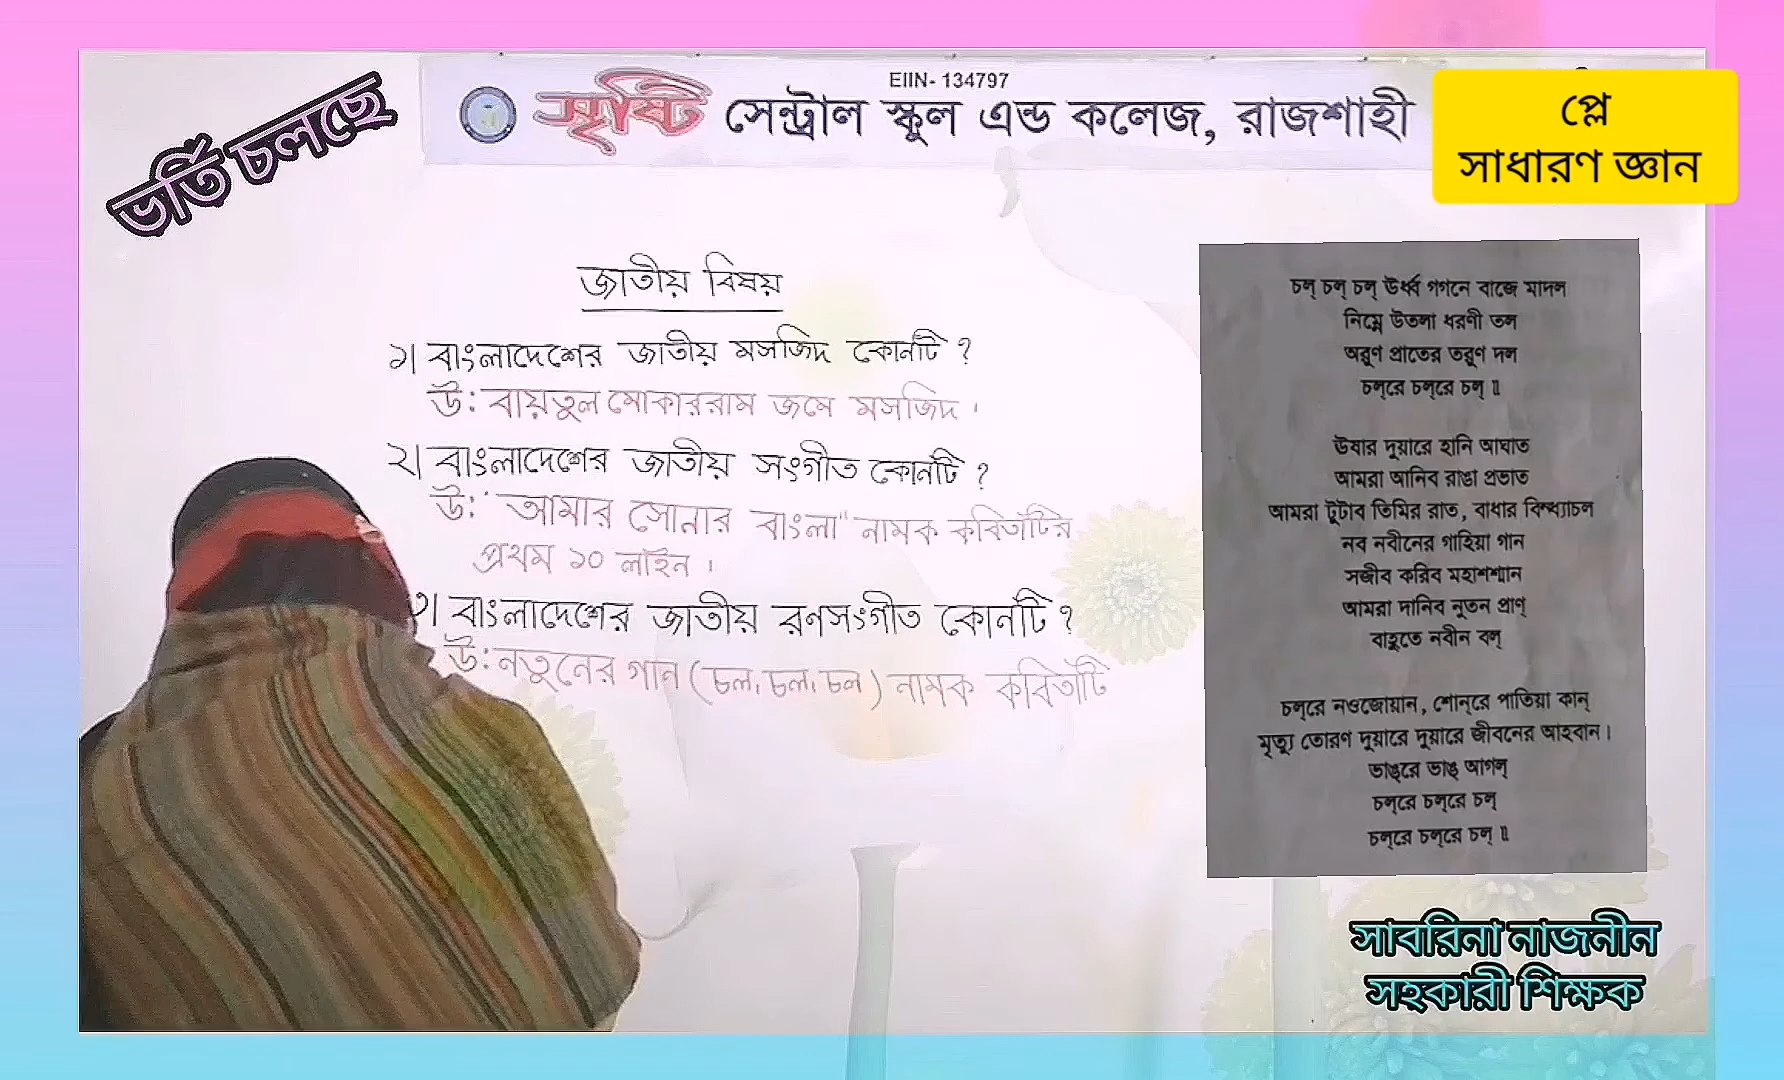 ভর্তি চলছে
EIIN- 134797
সৃষ্টি সেন্ট্রাল স্কুল এন্ড কলেজ, রাজশাহী
প্লে
সাধারণ জ্ঞান
জাতীয় বিষয়
১। বাংলাদেশের জাতীয় মসজিদ কোনটি ?
উ: বায়তুল মোকাররাম জমে মসজিদ ।
২। বাংলাদেশের জাতীয় সংগীত কোনটি ?
উ: "আমার সোনার বাংলা" নামক কবিতাটির
প্রথম ১০ লাইন ।
৩। বাংলাদেশের জাতীয় রণসংগীত কোনটি ?
উ: নতুনের গান (চল, চল, চল) নামক কবিতাটি
চল্ চল্ চল্ ঊর্ধ্ব গগনে বাজে মাদল
নিম্নে উতলা ধরণী তল
অরুণ প্রাতের তরুণ দল
চল্‌রে চল্‌রে চল্ ॥
ঊষার দুয়ারে হানি আঘাত
আমরা আনিব রাঙা প্রভাত
আমরা টুটাব তিমির রাত, বাধার বিন্ধ্যাচল
নব নবীনের গাহিয়া গান
সজীব করিব মহাশ্মশান
আমরা দানিব নুতন প্রাণ্
বাহুতে নবীন বল্
চল্‌রে নওজোয়ান, শোন্‌রে পাতিয়া কান্
মৃত্যু তোরণ দুয়ারে দুয়ারে জীবনের আহবান।
ভাঙ্‌রে ভাঙ্ আগল্
চল্‌রে চল্‌রে চল্
চল্‌রে চল্‌রে চল্ ॥
সাবরিনা নাজনীন
সহকারী শিক্ষক